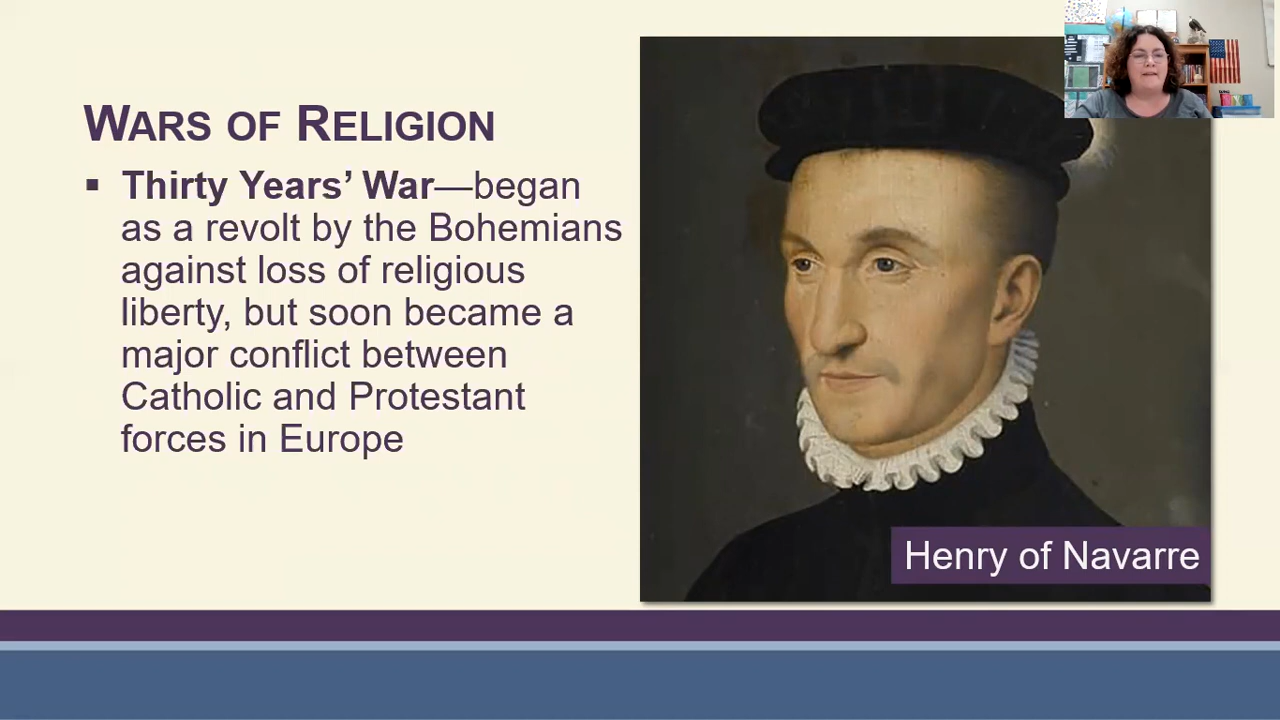 WARS OF RELIGION
▪ Thirty Years’ War—began
as a revolt by the Bohemians
against loss of religious
liberty, but soon became a
major conflict between
Catholic and Protestant
forces in Europe
Henry of Navarre